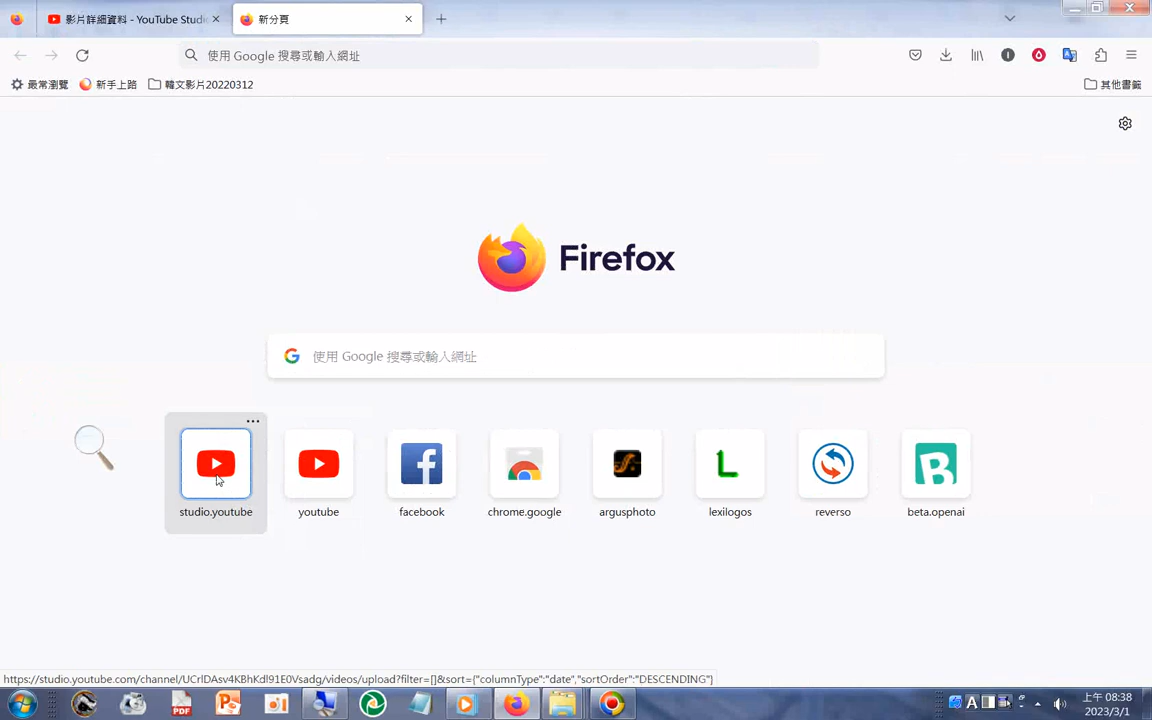 影片詳細資料 - YouTube Studi
新分頁
使用 Google 搜尋或輸入網址
最常瀏覽
新手上路
韓文影片20220312
其他書籤
Firefox
使用 Google 搜尋或輸入網址
studio.youtube
youtube
facebook
chrome.google
argusphoto
lexilogos
reverso
beta.openai
https://studio.youtube.com/channel/UCrlDAsv4KBhKdl91E0Vsadg/videos/upload?filter=[]&sort={"columnType":"date","sortOrder":"DESCENDING"}
上午 08:38
2023/3/1